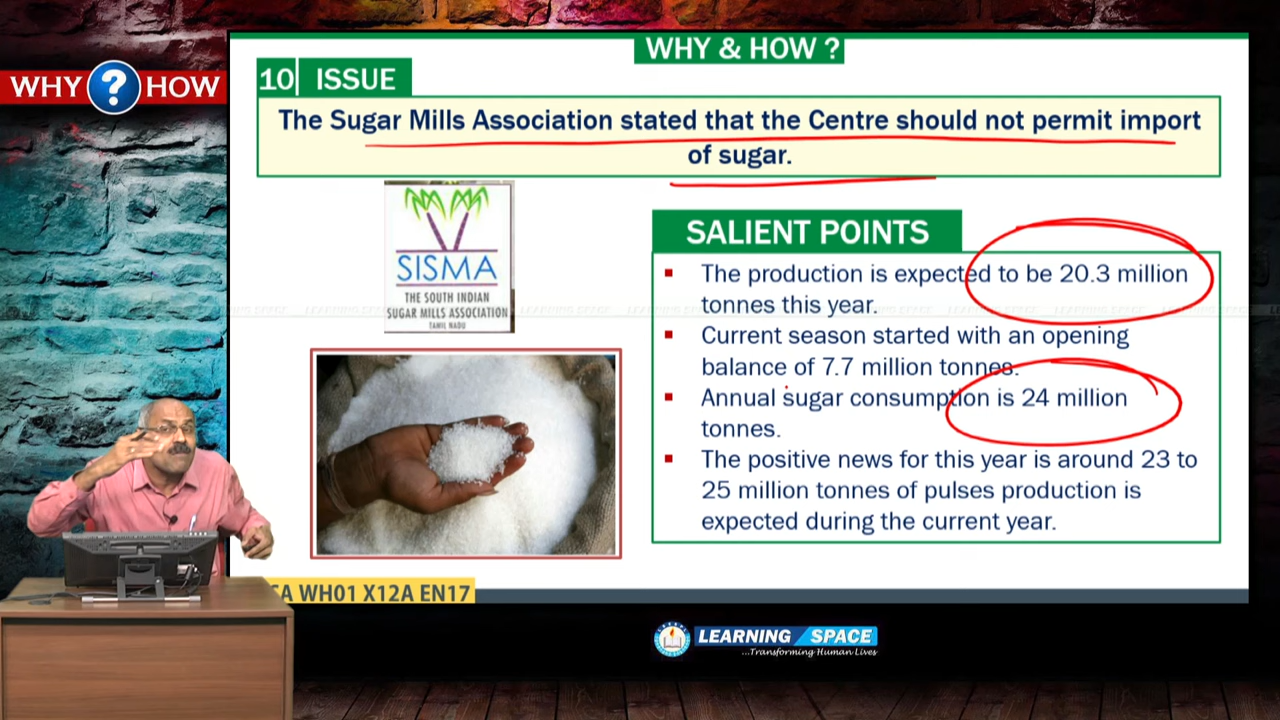 WHY & HOW ?
WHY ? HOW
10 ISSUE
The Sugar Mills Association stated that the Centre should not permit import
of sugar.
SISMA
THE SOUTH INDIAN
SUGAR MILLS ASSOCIATION
TAMIL NADU
SALIENT POINTS
▪ The production is expected to be 20.3 million
tonnes this year.
▪ Current season started with an opening
balance of 7.7 million tonnes.
▪ Annual sugar consumption is 24 million
tonnes.
▪ The positive news for this year is around 23 to
25 million tonnes of pulses production is
expected during the current year.
CA WH01 X12A EN17
LEARNING SPACE
...Transforming Human Lives